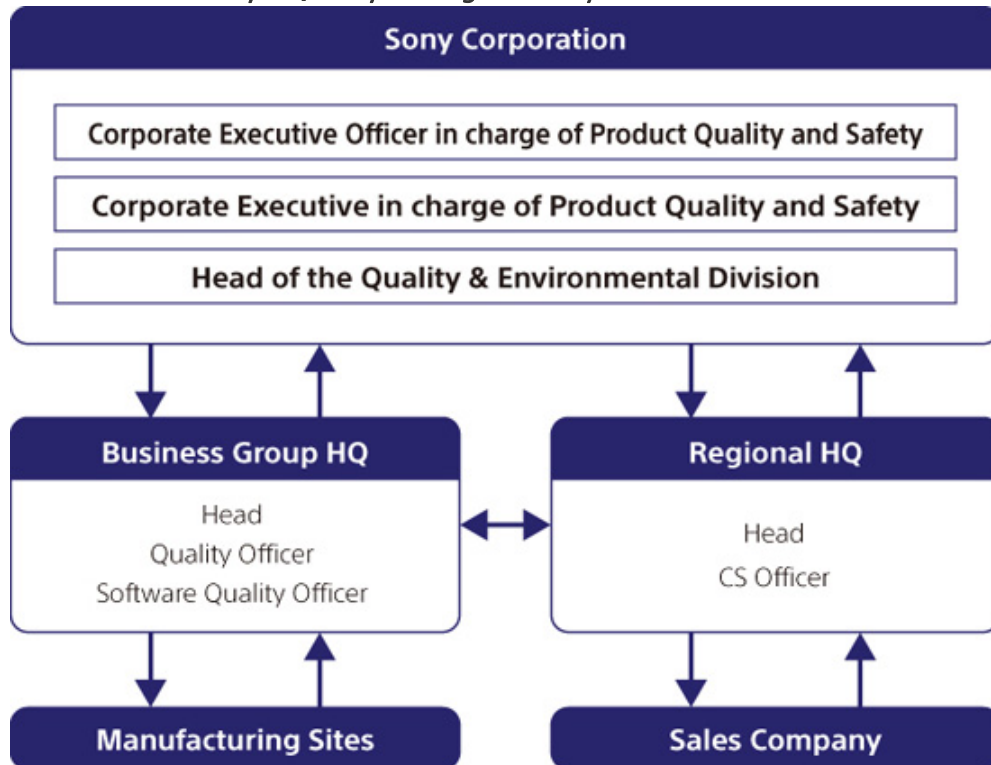 Sony Corporation
Corporate Executive Officer in charge of Product Quality and Safety
Corporate Executive in charge of Product Quality and Safety
Head of the Quality & Environmental Division
Business Group HQ
Head
Quality Officer
Software Quality Officer
Regional HQ
Head
CS Officer
Manufacturing Sites
Sales Company